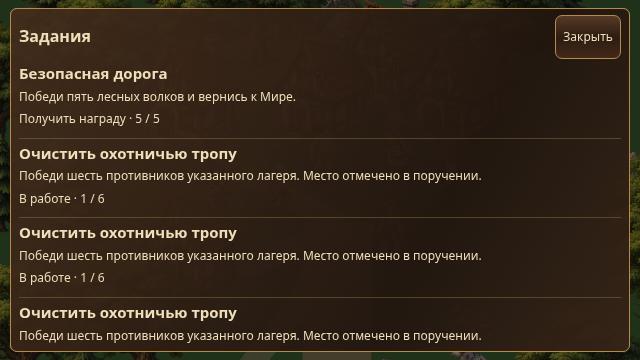 Задания
Закрыть
Безопасная дорога
Победи пять лесных волков и вернись к Мире.
Получить награду · 5 / 5
Очистить охотничью тропу
Победи шесть противников указанного лагеря. Место отмечено в поручении.
В работе · 1 / 6
Очистить охотничью тропу
Победи шесть противников указанного лагеря. Место отмечено в поручении.
В работе · 1 / 6
Очистить охотничью тропу
Победи шесть противников указанного лагеря. Место отмечено в поручении.